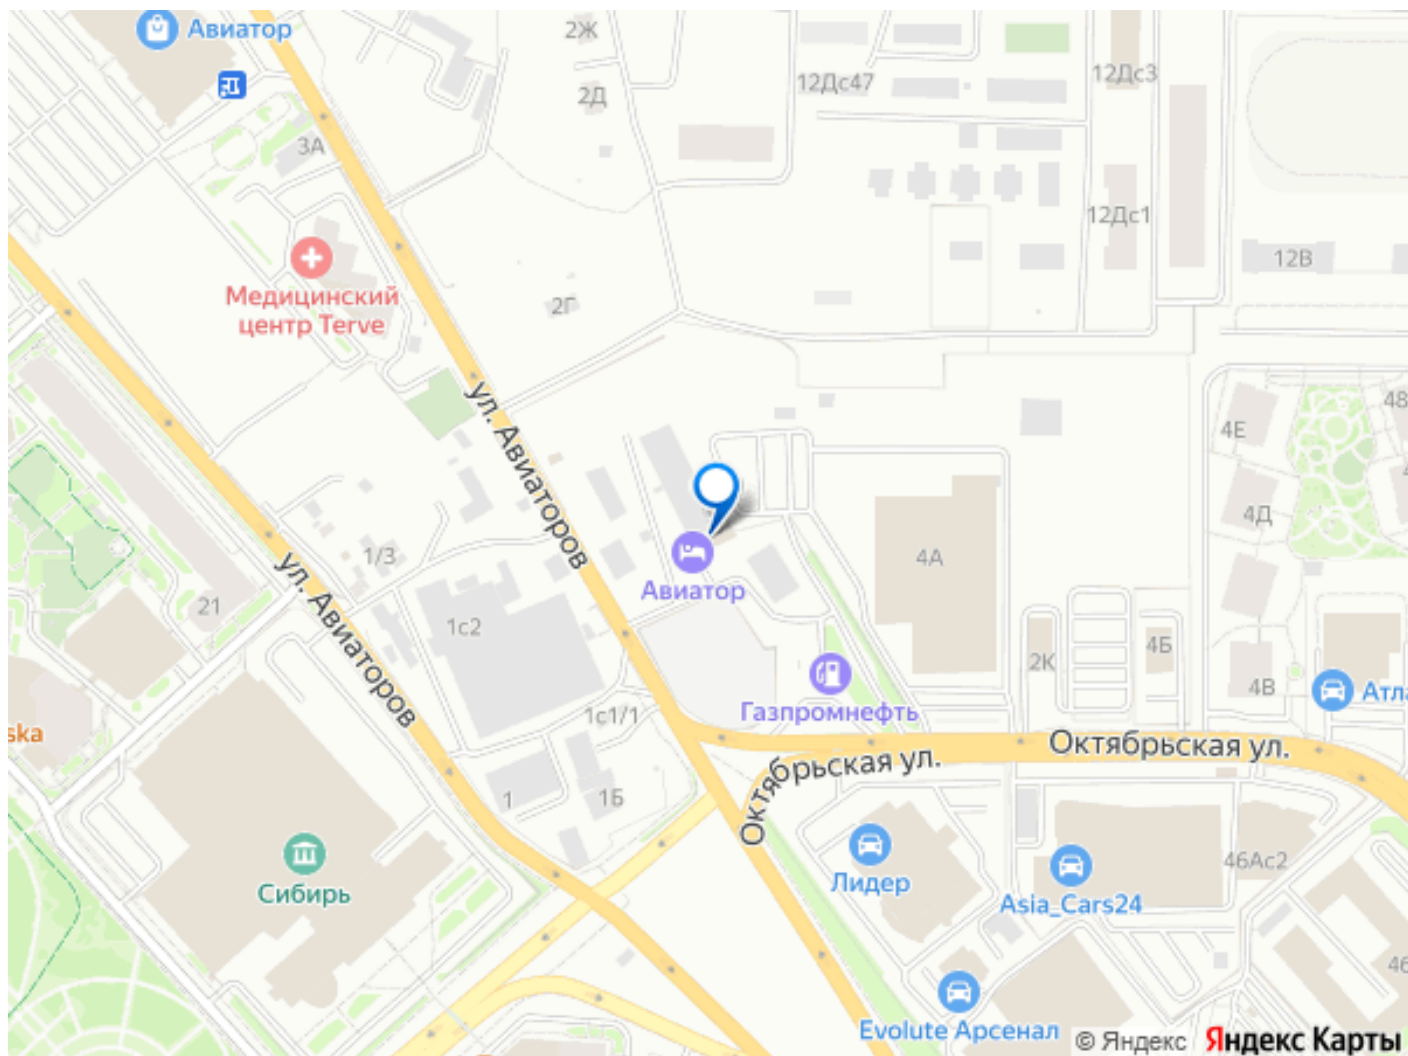 Авиатор
2Ж
2Д
12Дс47
12Дс3
3А
12Дс1
12В
Медицинский
центр Terve
2Г
ул. Авиаторов
48
4Е
4Д
1/3
4А
Авиатор
21
ул. Авиаторов
1с2
2К
4Б
4В
Атла
Газпромнефть
1с1/1
ska
Октябрьская ул.
Октябрьская ул.
1
1Б
Сибирь
Лидер
Asia_Cars24
46Ас2
46
Evolute Арсенал
© Яндекс Яндекс Карты